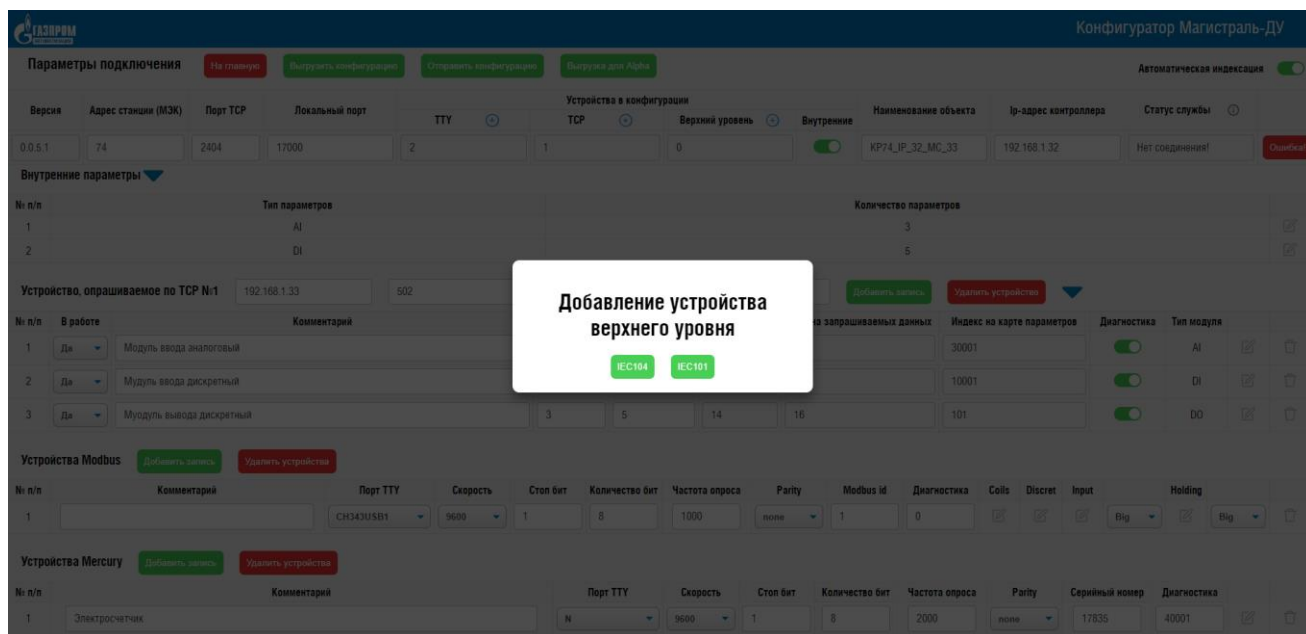 ГАЗПРОМ
Конфигуратор Магистраль-ДУ
Параметры подключения На главную Выгрузить конфигурацию Отправить конфигурацию Выгрузка для Alpha Автоматическая индексация
Устройства в конфигурации
Версия Адрес станции (МЭК) Порт TCP Локальный порт TTY TCP Верхний уровень Внутренние Наименование объекта Ip-адрес контроллера Статус службы
0.0.5.1 74 2404 17000 2 1 0 KP74_IP_32_MC_33 192.168.1.32 Нет соединения! Ошибка!
Внутренние параметры
№ п/п Тип параметров Количество параметров
1 AI 3
2 DI 5
Устройство, опрашиваемое по TCP №1 192.168.1.33 502 Добавить запись Удалить устройство
Добавление устройства
верхнего уровня
IEC104 IEC101
№ п/п В работе Комментарий на запрашиваемых данных Индекс на карте параметров Диагностика Тип модуля
1 Да Модуль ввода аналоговый 30001 AI
2 Да Мудуль ввода дискретный 10001 DI
3 Да Муодуль вывода дискретный 3 5 14 16 101 DO
Устройства Modbus Добавить запись Удалить устройства
№ п/п Комментарий Порт TTY Скорость Стоп бит Количество бит Частота опроса Parity Modbus id Диагностика Coils Discret Input Holding
1 CH343USB1 9600 1 8 1000 none 1 0 Big Big
Устройства Mercury Добавить запись Удалить устройства
№ п/п Комментарий Порт TTY Скорость Стоп бит Количество бит Частота опроса Parity Серийный номер Диагностика
1 Электросчетчик N 9600 1 8 2000 none 17835 40001